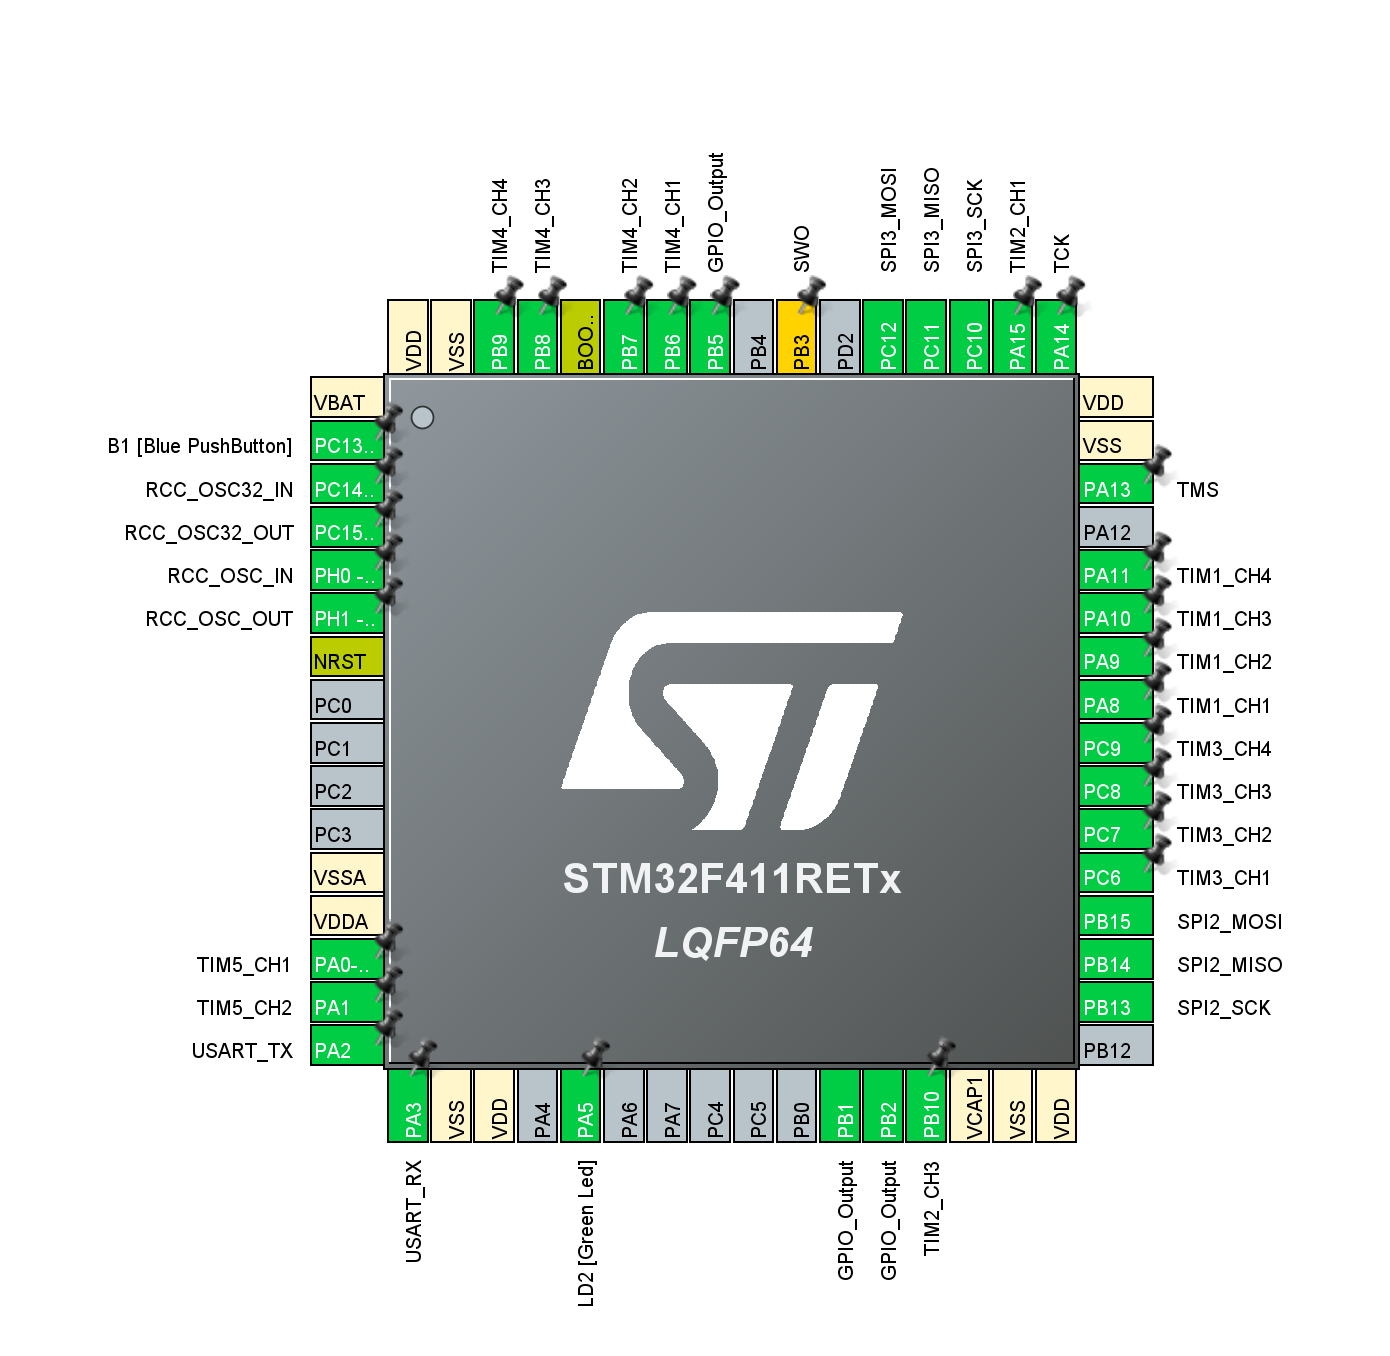 TIM4_CH4
TIM4_CH3
TIM4_CH2
TIM4_CH1
GPIO_Output
SWO
SPI3_MOSI
SPI3_MISO
SPI3_SCK
TIM2_CH1
TCK
VDD
VSS
PB9
PB8
BOO..
PB7
PB6
PB5
PB4
PB3
PD2
PC12
PC11
PC10
PA15
PA14
VBAT
B1 [Blue PushButton] PC13..
RCC_OSC32_IN PC14..
RCC_OSC32_OUT PC15..
RCC_OSC_IN PH0 -..
RCC_OSC_OUT PH1 -..
NRST
PC0
PC1
PC2
PC3
VSSA
VDDA
TIM5_CH1 PA0-..
TIM5_CH2 PA1
USART_TX PA2
ST
STM32F411RETx
LQFP64
VDD
VSS
PA13 TMS
PA12
PA11 TIM1_CH4
PA10 TIM1_CH3
PA9 TIM1_CH2
PA8 TIM1_CH1
PC9 TIM3_CH4
PC8 TIM3_CH3
PC7 TIM3_CH2
PC6 TIM3_CH1
PB15 SPI2_MOSI
PB14 SPI2_MISO
PB13 SPI2_SCK
PB12
PA3
VSS
VDD
PA4
PA5
PA6
PA7
PC4
PC5
PB0
PB1
PB2
PB10
VCAP1
VSS
VDD
USART_RX
LD2 [Green Led]
GPIO_Output
GPIO_Output
TIM2_CH3